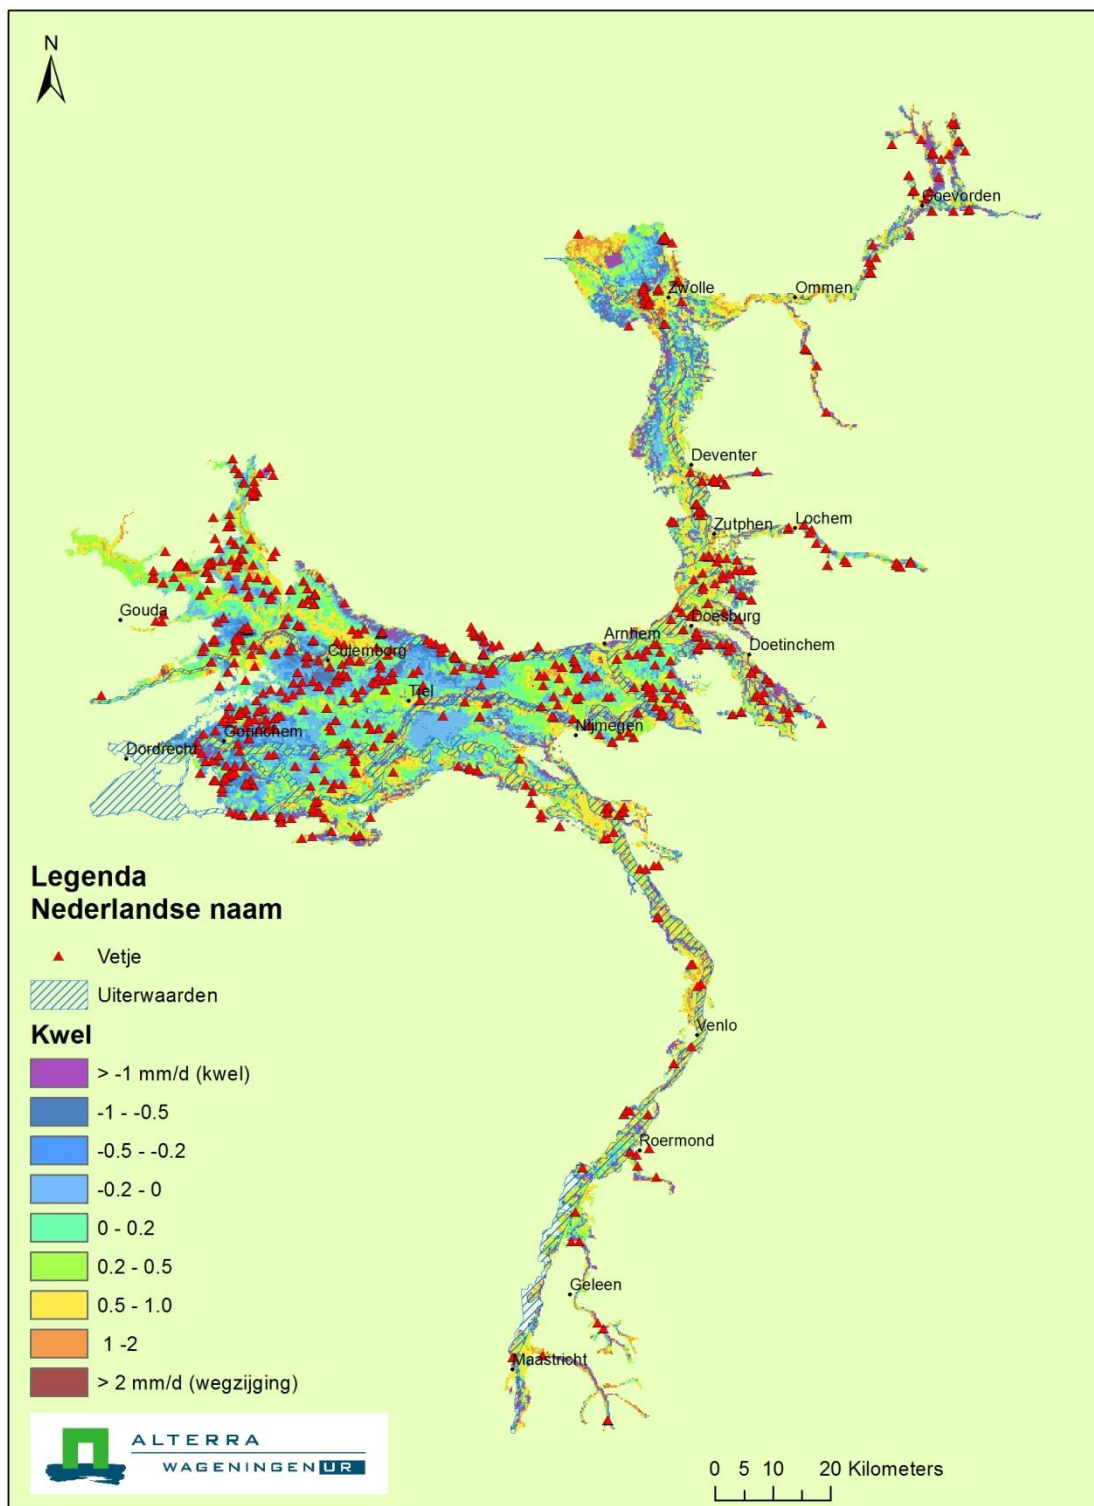 N
Coevorden
Zwolle
Ommen
Deventer
Zutphen
Lochem
Gouda
Doesburg
Arnhem
Doetinchem
Culemborg
Tiel
Nijmegen
Gorinchem
Dordrecht
Venlo
Roermond
Geleen
Maastricht
Legenda
Nederlandse naam
Vetje
Uiterwaarden
Kwel
> -1 mm/d (kwel)
-1 - -0.5
-0.5 - -0.2
-0.2 - 0
0 - 0.2
0.2 - 0.5
0.5 - 1.0
1 -2
> 2 mm/d (wegzijging)
ALTERRA
WAGENINGEN UR
0 5 10 20 Kilometers